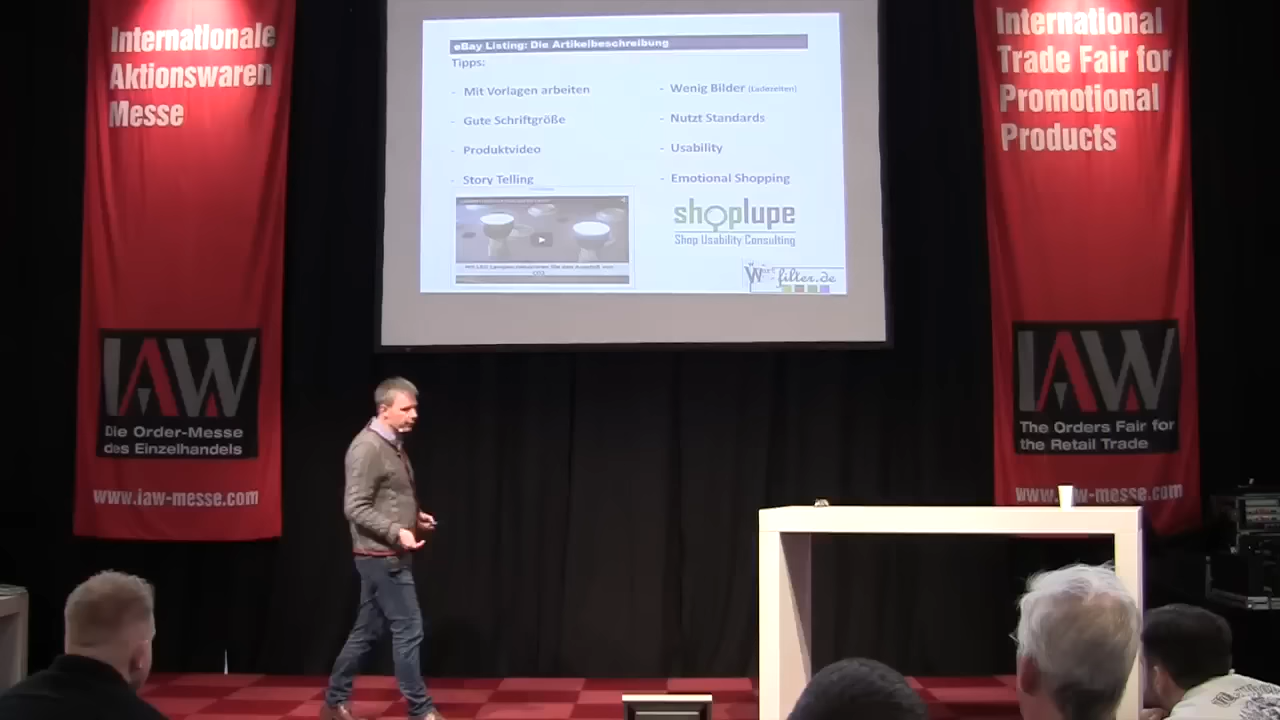 Internationale
Aktionswaren
Messe
IAW
Die Order-Messe
des Einzelhandels
www.iaw-messe.com
eBay Listing: Die Artikelbeschreibung
Tipps:
- Mit Vorlagen arbeiten
- Gute Schriftgröße
- Produktvideo
- Story Telling
- Wenig Bilder (Ladezeiten)
- Nutzt Standards
- Usability
- Emotional Shopping
shoplupe
Shop Usability Consulting
filter.de
International
Trade Fair for
Promotional
Products
IAW
The Orders Fair for
the Retail Trade
www.iaw-messe.com